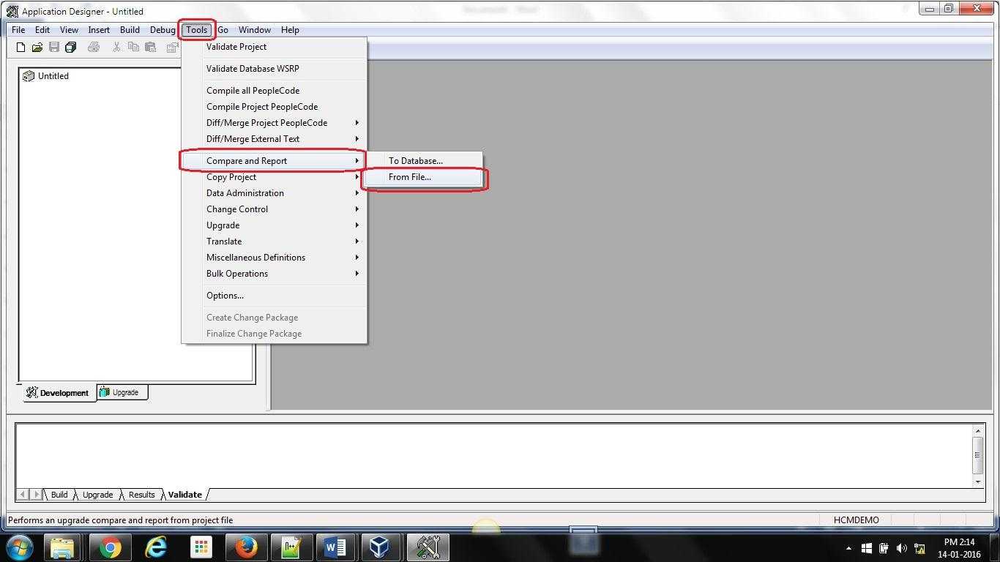 Application Designer - Untitled
File Edit View Insert Build Debug Tools Go Window Help
Validate Project
Validate Database WSRP
Untitled
Compile all PeopleCode
Compile Project PeopleCode
Diff/Merge Project PeopleCode
Diff/Merge External Text
Compare and Report
To Database...
Copy Project
From File...
Data Administration
Change Control
Upgrade
Translate
Miscellaneous Definitions
Bulk Operations
Options...
Create Change Package
Finalize Change Package
Development Upgrade
Build Upgrade Results Validate
Performs an upgrade compare and report from project file HCMDEMO
PM 2:14
14-01-2016